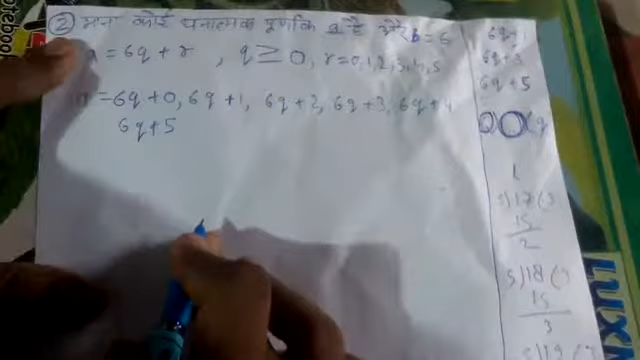 ② माना कोई धनात्मक पूर्णांक a है और b = 6
a = 6q + r , q ≥ 0, r = 0,1,2,3,4,5
a = 6q + 0, 6q + 1, 6q + 2, 6q + 3, 6q + 4
6q + 5
6q + 3
6q + 5
5)17(3
15
2
5)18(3
15
3
LUX